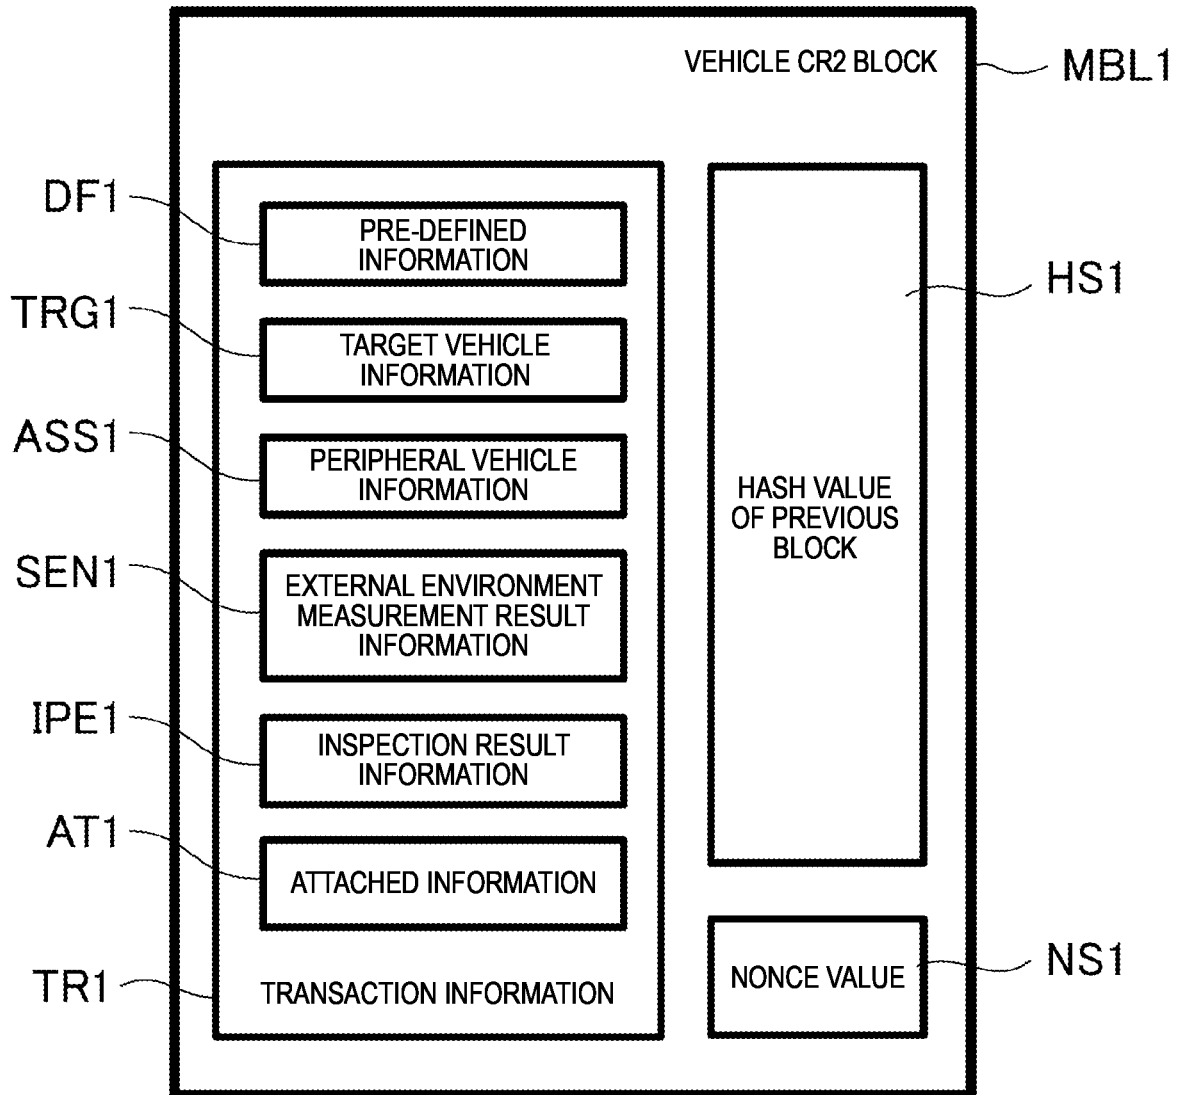 VEHICLE CR2 BLOCK
MBL1
DF1
PRE-DEFINED
INFORMATION
TRG1
TARGET VEHICLE
INFORMATION
ASS1
PERIPHERAL VEHICLE
INFORMATION
SEN1
EXTERNAL ENVIRONMENT
MEASUREMENT RESULT
INFORMATION
IPE1
INSPECTION RESULT
INFORMATION
AT1
ATTACHED INFORMATION
TR1
TRANSACTION INFORMATION
HS1
HASH VALUE
OF PREVIOUS
BLOCK
NS1
NONCE VALUE